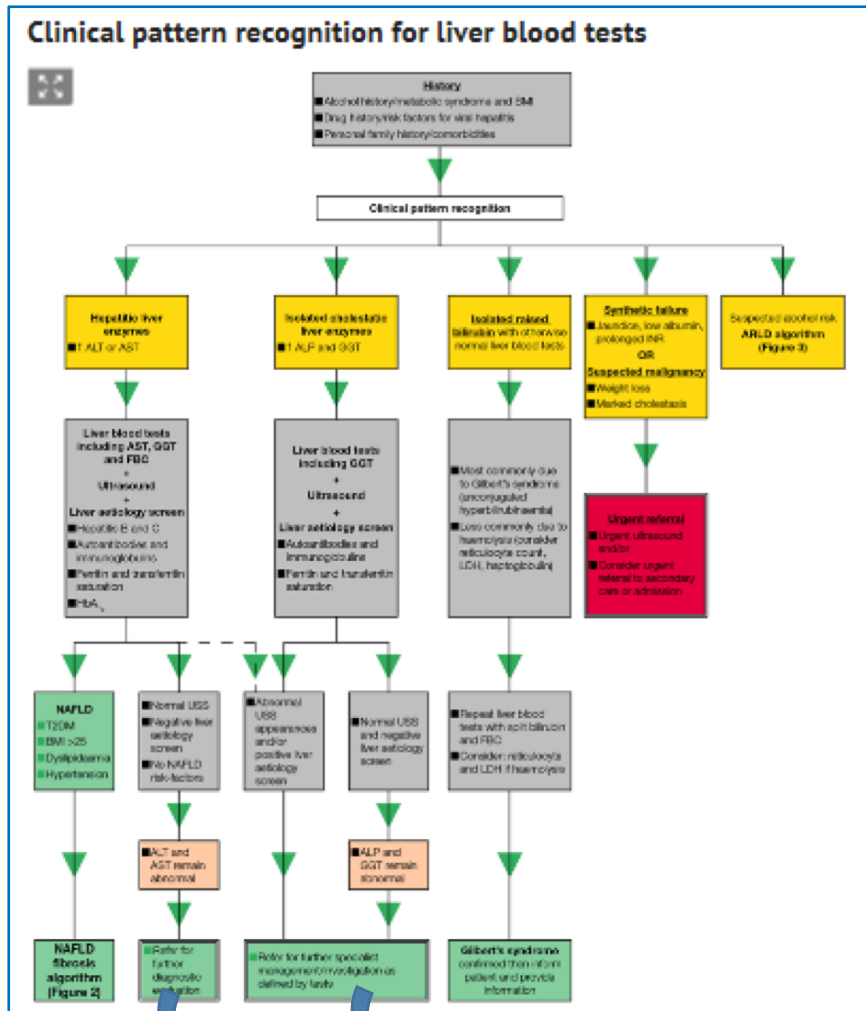 Clinical pattern recognition for liver blood tests
History
■Alcohol history/metabolic syndrome and BMI
■Drug history/risk factors for viral hepatitis
■Personal family history/comorbidities
Clinical pattern recognition
Hepatitic liver
enzymes
■↑ ALT or AST
Isolated cholestatic
liver enzymes
■↑ ALP and GGT
Isolated raised
bilirubin with otherwise
normal liver blood tests
Synthetic failure
■Jaundice, low albumin,
prolonged INR
OR
Suspected malignancy
■Weight loss
■Marked cholestasis
Suspected alcohol risk
ARLD algorithm
(Figure 3)
Liver blood tests
including AST, GGT
and FBC
+
Ultrasound
+
Liver aetiology screen
■Hepatitis B and C
■Autoantibodies and
immunoglobulins
■Ferritin and transferritin
saturation
■HbA
Liver blood tests
including GGT
+
Ultrasound
+
Liver aetiology screen
■Autoantibodies and
immunoglobulins
■Ferritin and transferritin
saturation
■Most commonly due
to Gilbert's syndrome
(unconjugated
hyperbilirubinaemia)
■Less commonly due to
haemolysis (consider
reticulocyte count,
LDH, haptoglobulin)
Urgent referral
■Urgent ultrasound
and/or
■Consider urgent
referral to secondary
care or admission
NAFLD
■T2DM
■BMI >25
■Dyslipidaemia
■Hypertension
■Normal USS
■Negative liver
aetiology
screen
■No NAFLD
risk-factors
■Abnormal
USS
appearances
and/or
positive liver
aetiology
screen
■Normal USS
and negative
liver aetiology
screen
■Repeat liver blood
tests with split bilirubin
and FBC
■Consider: reticulocyte
and LDH if haemolysis
■ALT and
AST remain
abnormal
■ALP and
GGT remain
abnormal
NAFLD
fibrosis
algorithm
(Figure 2)
■Refer for
further
diagnostic
evaluation
■Refer for further specialist
management/investigation as
defined by tests
Gilbert's syndrome
confirmed then inform
patient and provide
information